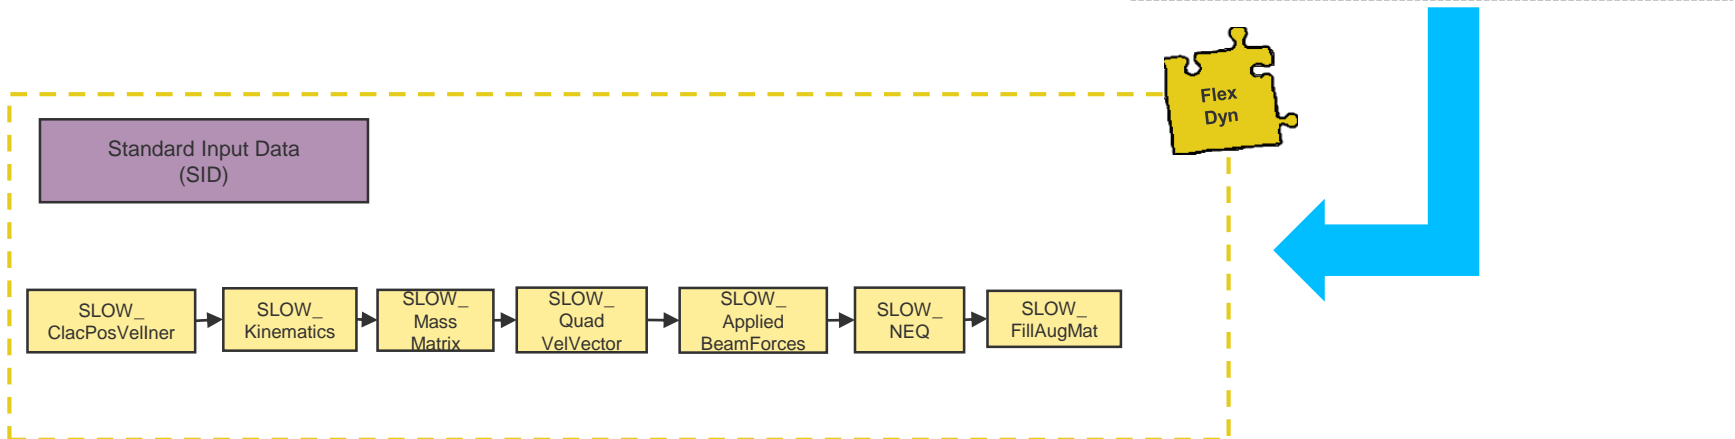 Flex
Dyn
Standard Input Data
(SID)
SLOW_
ClacPosVelIner
SLOW_
Kinematics
SLOW_
Mass
Matrix
SLOW_
Quad
VelVector
SLOW_
Applied
BeamForces
SLOW_
NEQ
SLOW_
FillAugMat